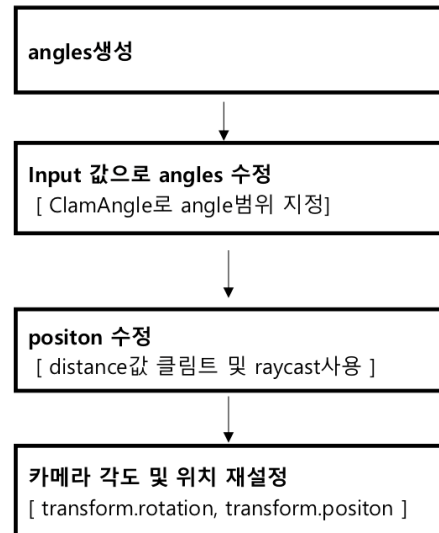 angles생성
Input 값으로 angles 수정
[ ClamAngle로 angle범위 지정]
positon 수정
[ distance값 클림트 및 raycast사용 ]
카메라 각도 및 위치 재설정
[ transform.rotation, transform.positon ]